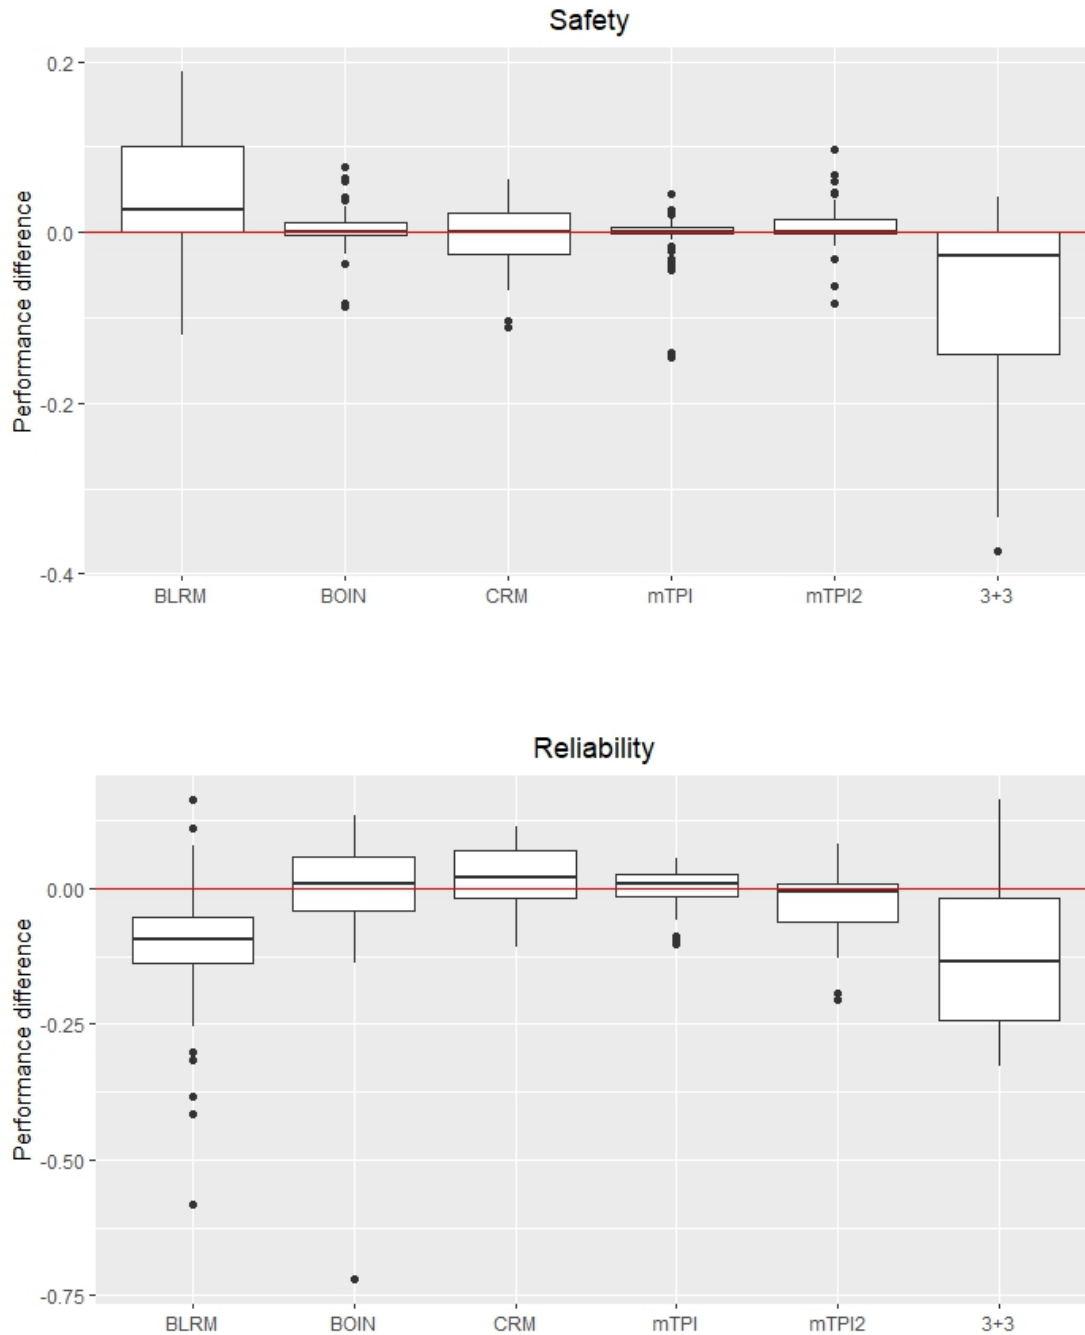 Safety
Performance difference
0.2
0.0
-0.2
-0.4
BLRM BOIN CRM mTPI mTPI2 3+3
Reliability
Performance difference
0.00
-0.25
-0.50
-0.75
BLRM BOIN CRM mTPI mTPI2 3+3